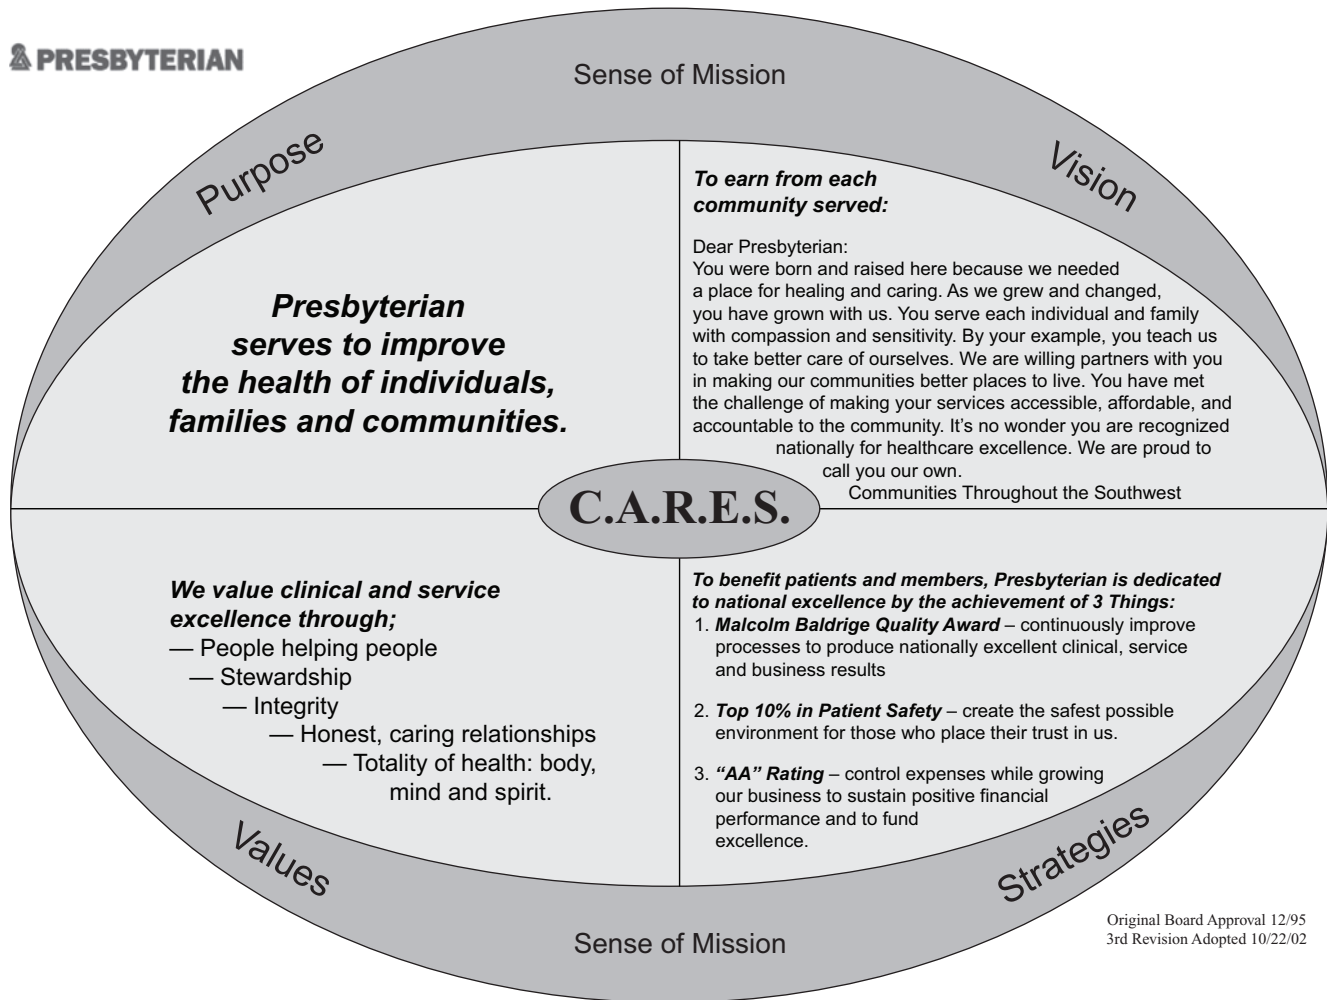 PRESBYTERIAN
Sense of Mission
Purpose
Presbyterian
serves to improve
the health of individuals,
families and communities.
Vision
To earn from each
community served:
Dear Presbyterian:
You were born and raised here because we needed
a place for healing and caring. As we grew and changed,
you have grown with us. You serve each individual and family
with compassion and sensitivity. By your example, you teach us
to take better care of ourselves. We are willing partners with you
in making our communities better places to live. You have met
the challenge of making your services accessible, affordable, and
accountable to the community. It’s no wonder you are recognized
nationally for healthcare excellence. We are proud to
call you our own.
Communities Throughout the Southwest
C.A.R.E.S.
We value clinical and service
excellence through;
— People helping people
— Stewardship
— Integrity
— Honest, caring relationships
— Totality of health: body,
mind and spirit.
Values
To benefit patients and members, Presbyterian is dedicated
to national excellence by the achievement of 3 Things:
1. Malcolm Baldrige Quality Award – continuously improve
processes to produce nationally excellent clinical, service
and business results
2. Top 10% in Patient Safety – create the safest possible
environment for those who place their trust in us.
3. “AA” Rating – control expenses while growing
our business to sustain positive financial
performance and to fund
excellence.
Strategies
Sense of Mission
Original Board Approval 12/95
3rd Revision Adopted 10/22/02